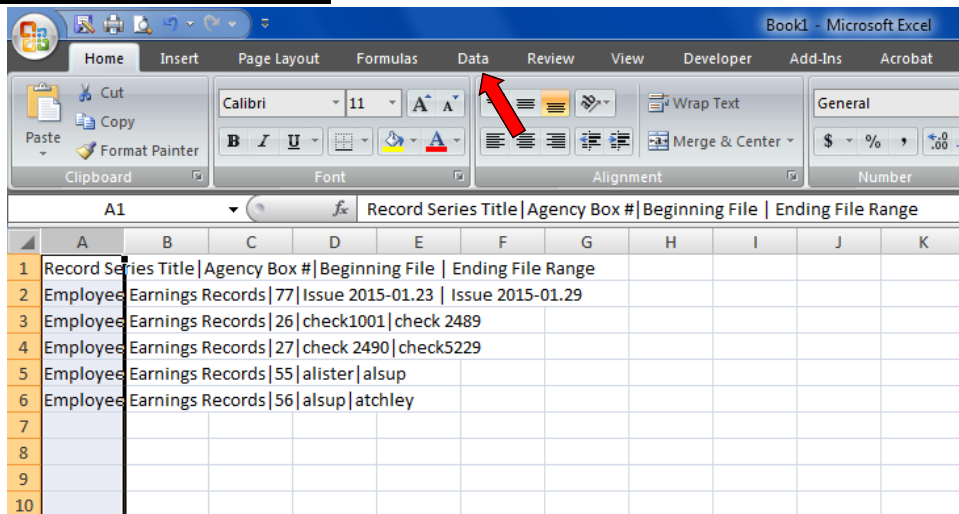 Book1 - Microsoft Excel
Home Insert Page Layout Formulas Data Review View Developer Add-Ins Acrobat
Cut
Copy
Format Painter
Paste
Clipboard
Calibri 11 A A
B I U A
Font
Wrap Text
Merge & Center
Alignment
General
$ % , .00
Number
A1 fx Record Series Title|Agency Box #|Beginning File | Ending File Range
A B C D E F G H I J K
1 Record Series Title|Agency Box #|Beginning File | Ending File Range
2 Employee Earnings Records|77|Issue 2015-01.23 | Issue 2015-01.29
3 Employee Earnings Records|26|check1001|check 2489
4 Employee Earnings Records|27|check 2490|check5229
5 Employee Earnings Records|55|alister|alsup
6 Employee Earnings Records|56|alsup|atchley
7
8
9
10